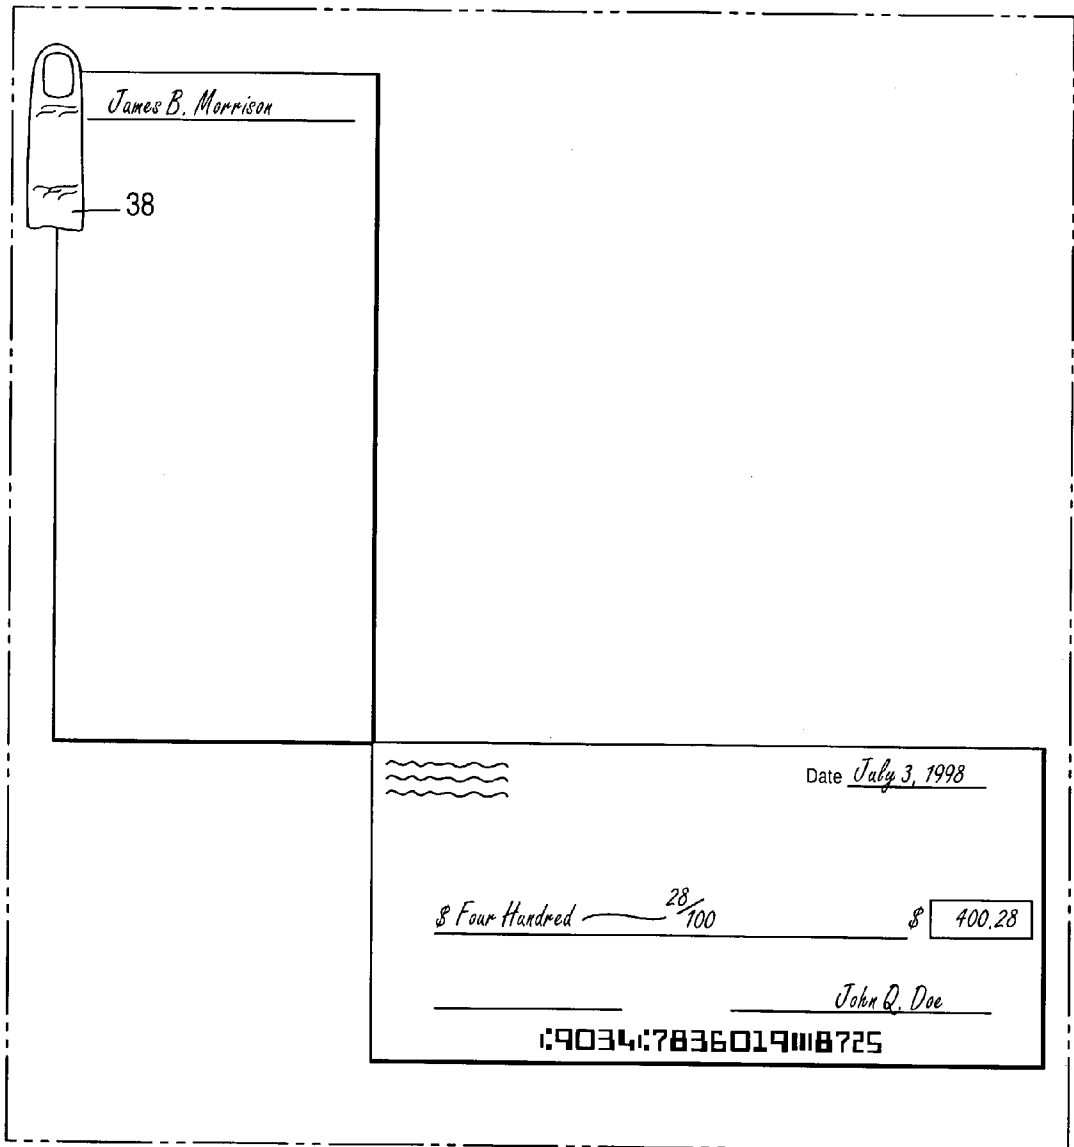 James B. Morrison
38
Date July 3, 1998
$ Four Hundred 28/100 $ 400.28
John Q. Doe
⑆9034⑆7836019⑈8725